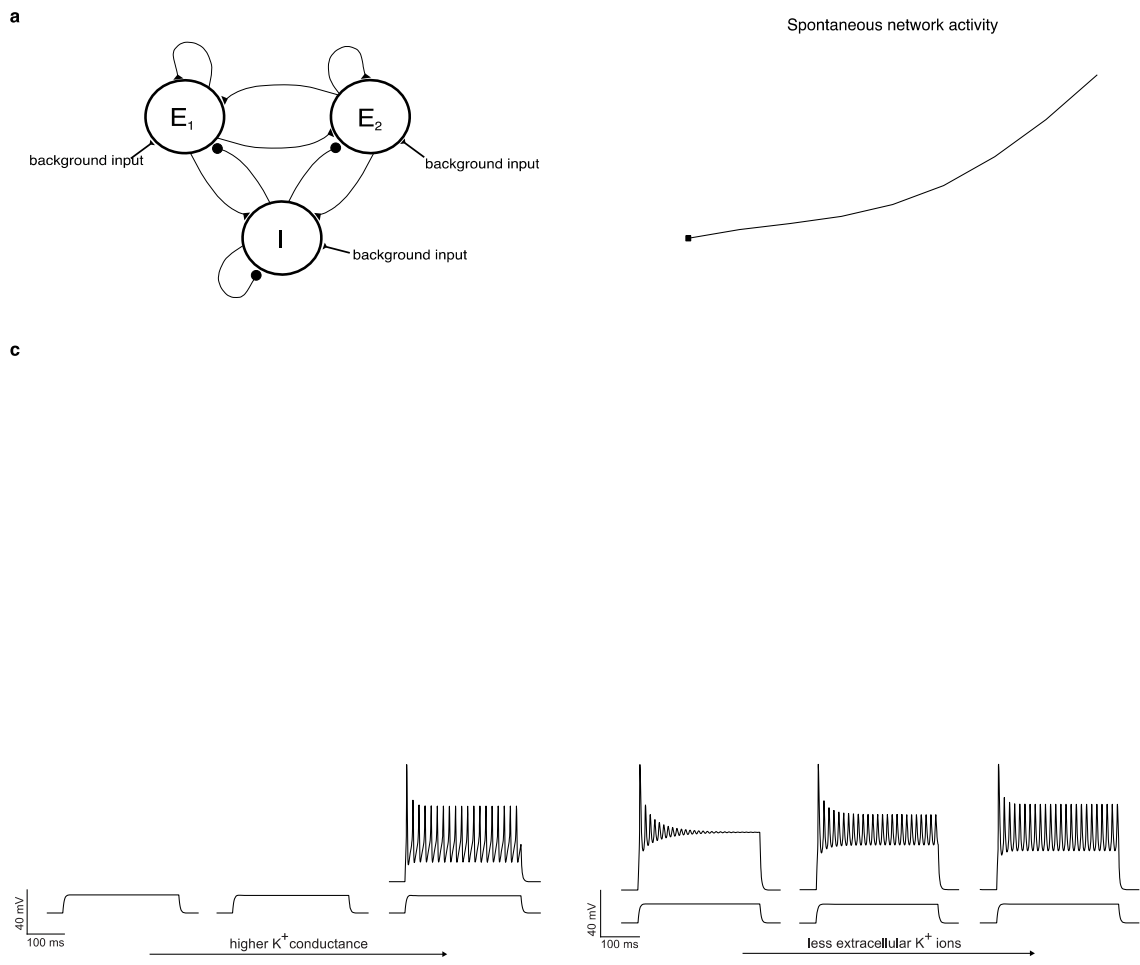 a
Spontaneous network activity
E1
E2
background input
background input
I
background input
c
40 mV
100 ms
higher K+ conductance
40 mV
100 ms
less extracellular K+ ions